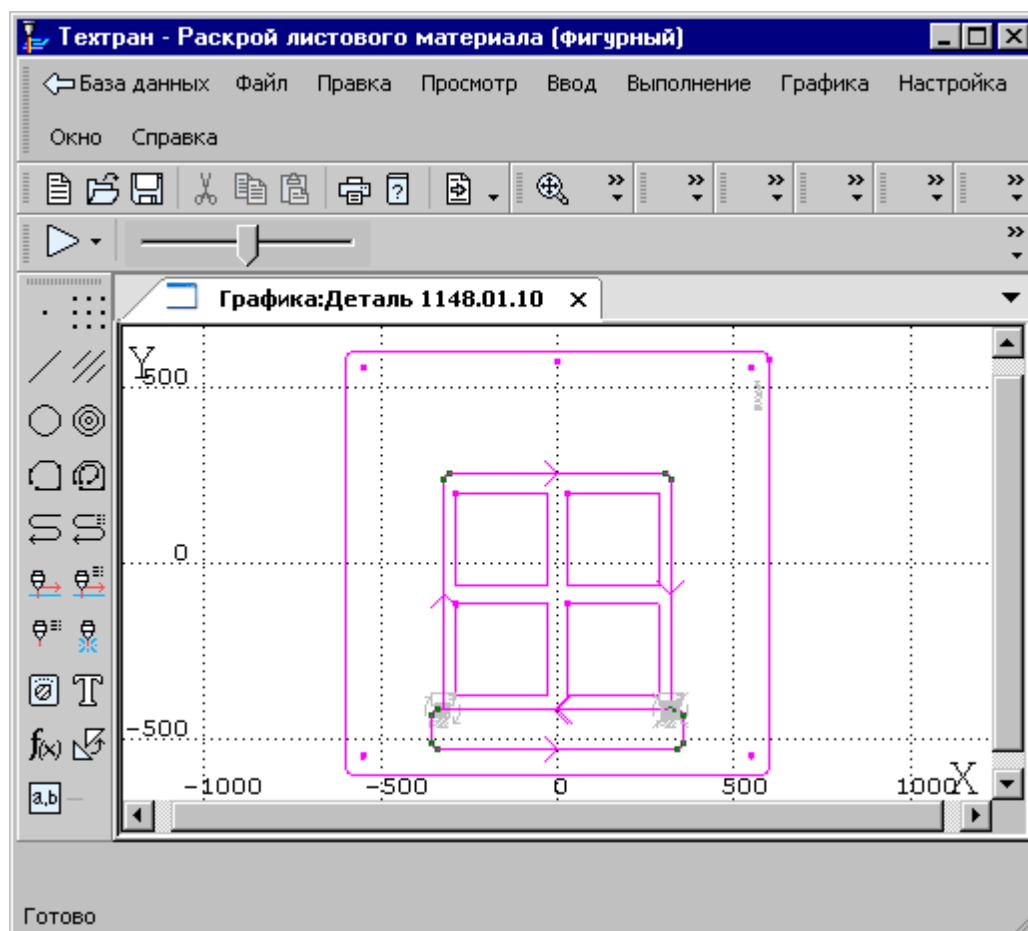 Техтран - Раскрой листового материала (фигурный)
База данных Файл Правка Просмотр Ввод Выполнение Графика Настройка
Окно Справка
Графика:Деталь 1148.01.10
Y
500
0
-500
-1000 -500 0 500 1000 X
f(x)
a,b
Готово